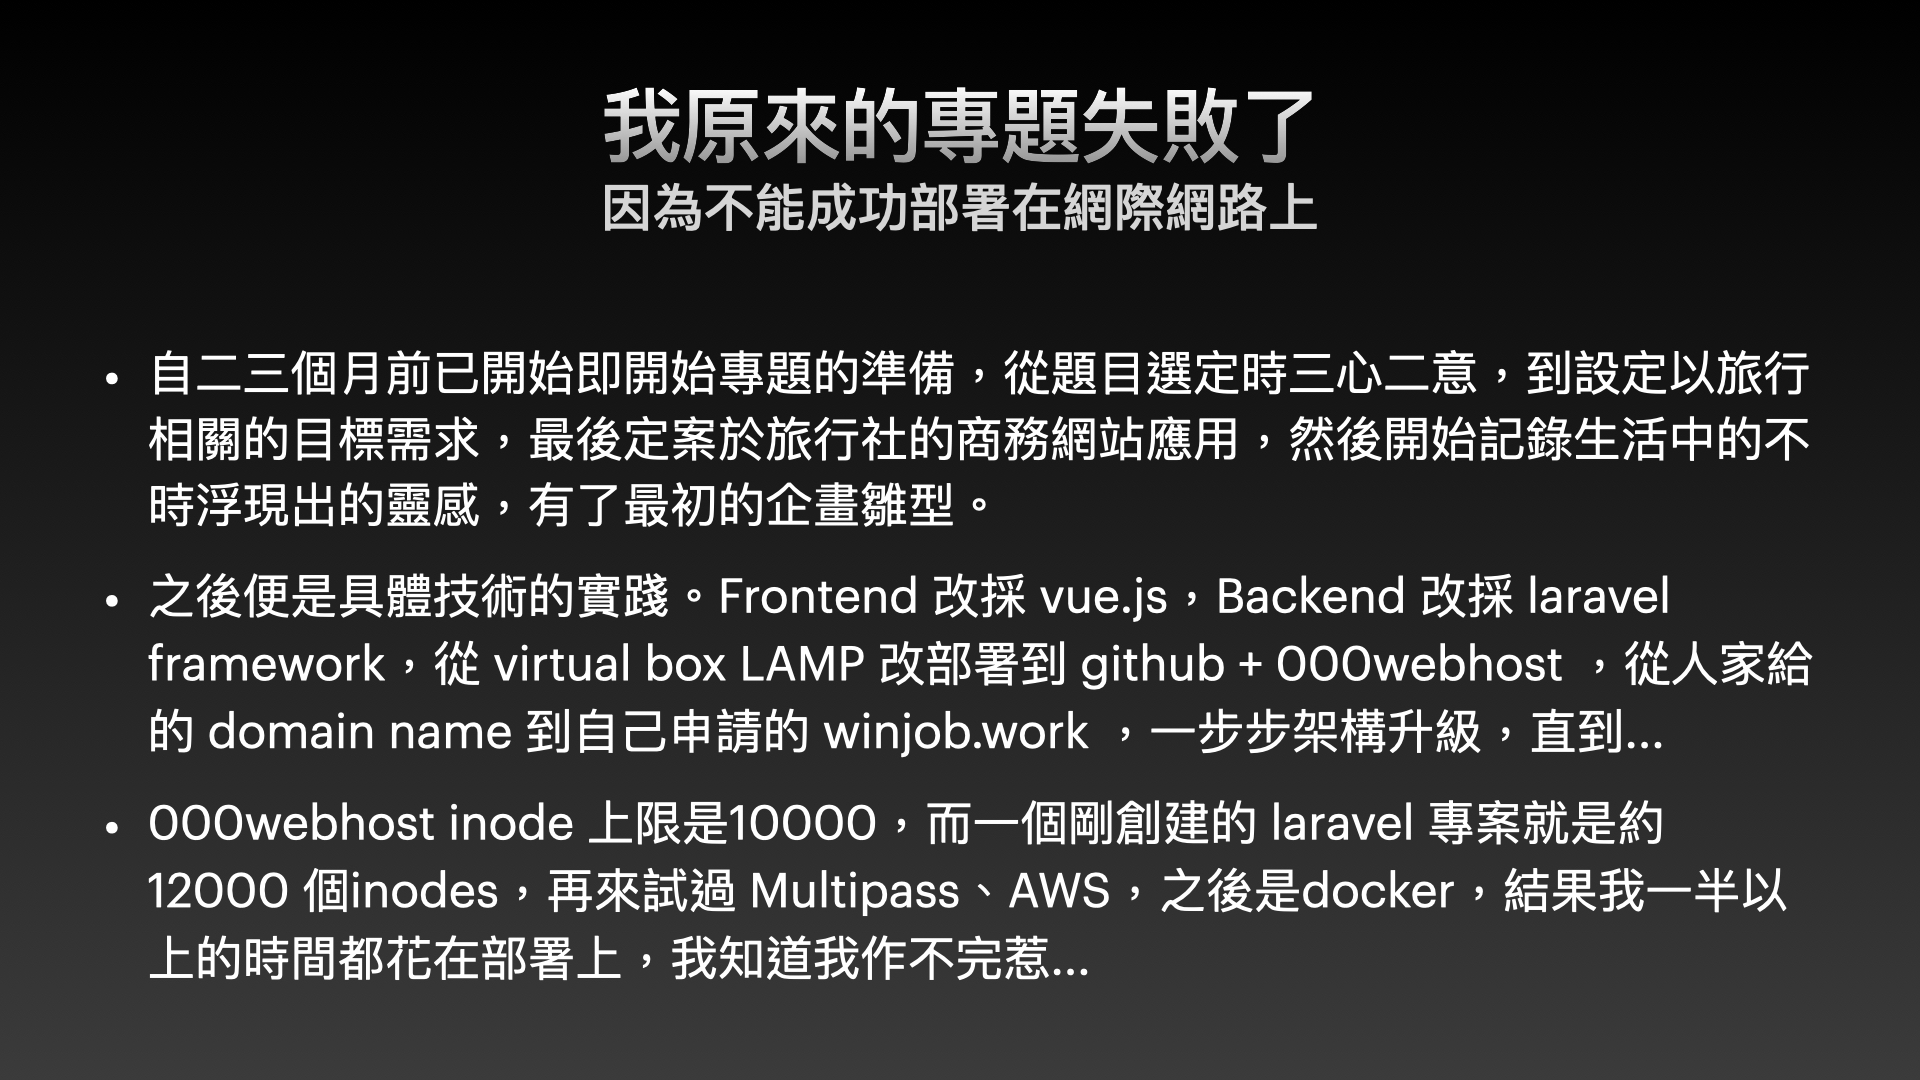 我原來的專題失敗了
因為不能成功部署在網際網路上
• 自二三個月前已開始即開始專題的準備，從題目選定時三心二意，到設定以旅行
相關的目標需求，最後定案於旅行社的商務網站應用，然後開始記錄生活中的不
時浮現出的靈感，有了最初的企畫雛型。
• 之後便是具體技術的實踐。Frontend 改採 vue.js，Backend 改採 laravel
framework，從 virtual box LAMP 改部署到 github + 000webhost ，從人家給
的 domain name 到自己申請的 winjob.work ，一步步架構升級，直到...
• 000webhost inode 上限是10000，而一個剛創建的 laravel 專案就是約
12000 個inodes，再來試過 Multipass、AWS，之後是docker，結果我一半以
上的時間都花在部署上，我知道我作不完惹...